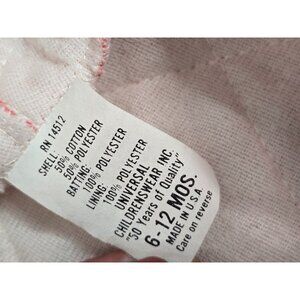 RN 14512
SHELL:
50% COTTON
50% POLYESTER
BATTING:
100% POLYESTER
LINING:
100% POLYESTER
UNIVERSAL
CHILDRENSWEAR INC.
"50 Years of Quality"
6-12 MOS.
MADE IN U.S.A.
Care on reverse